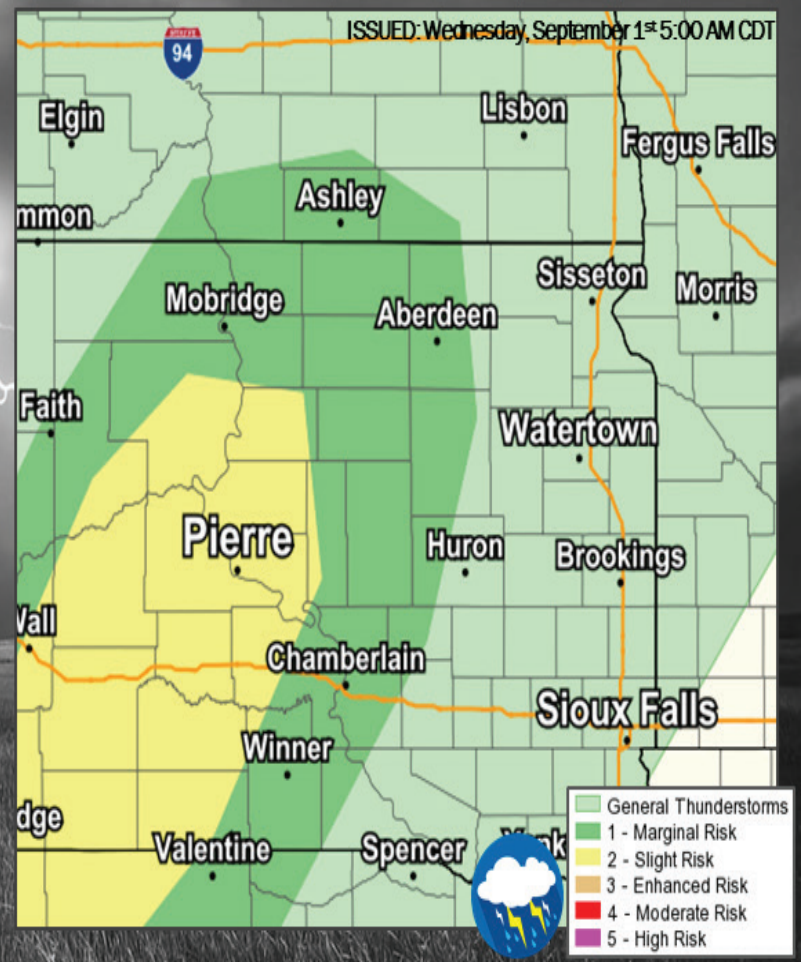 ISSUED: Wednesday, September 1st 5:00 AM CDT
94
Elgin
Lisbon
Fergus Falls
mmon
Ashley
Sisseton
Morris
Mobridge
Aberdeen
Faith
Watertown
Pierre
Huron
Brookings
Wall
Chamberlain
Sioux Falls
Winner
dge
Valentine
Spencer
General Thunderstorms
1 - Marginal Risk
2 - Slight Risk
3 - Enhanced Risk
4 - Moderate Risk
5 - High Risk